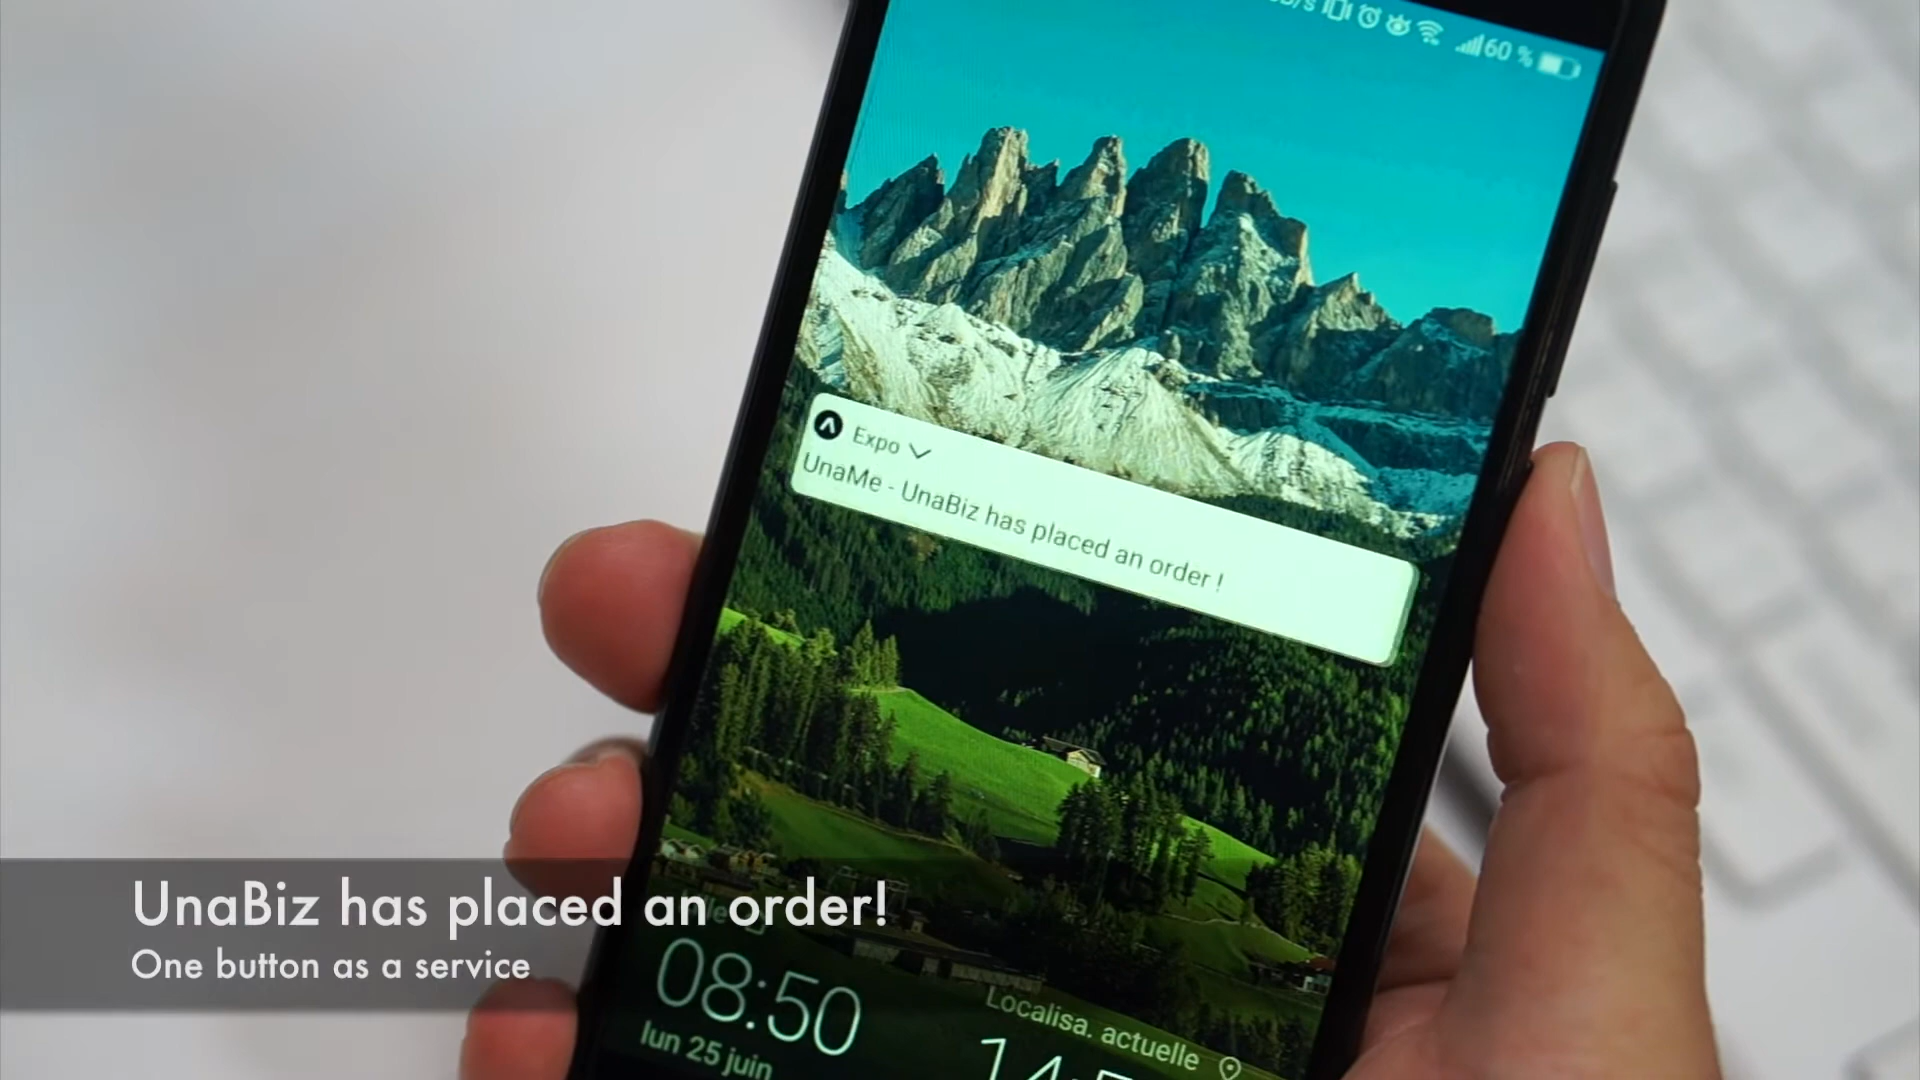 60 %
Expo
UnaMe - UnaBiz has placed an order !
UnaBiz has placed an order!
One button as a service
08:50
lun 25 juin
Localisa. actuelle